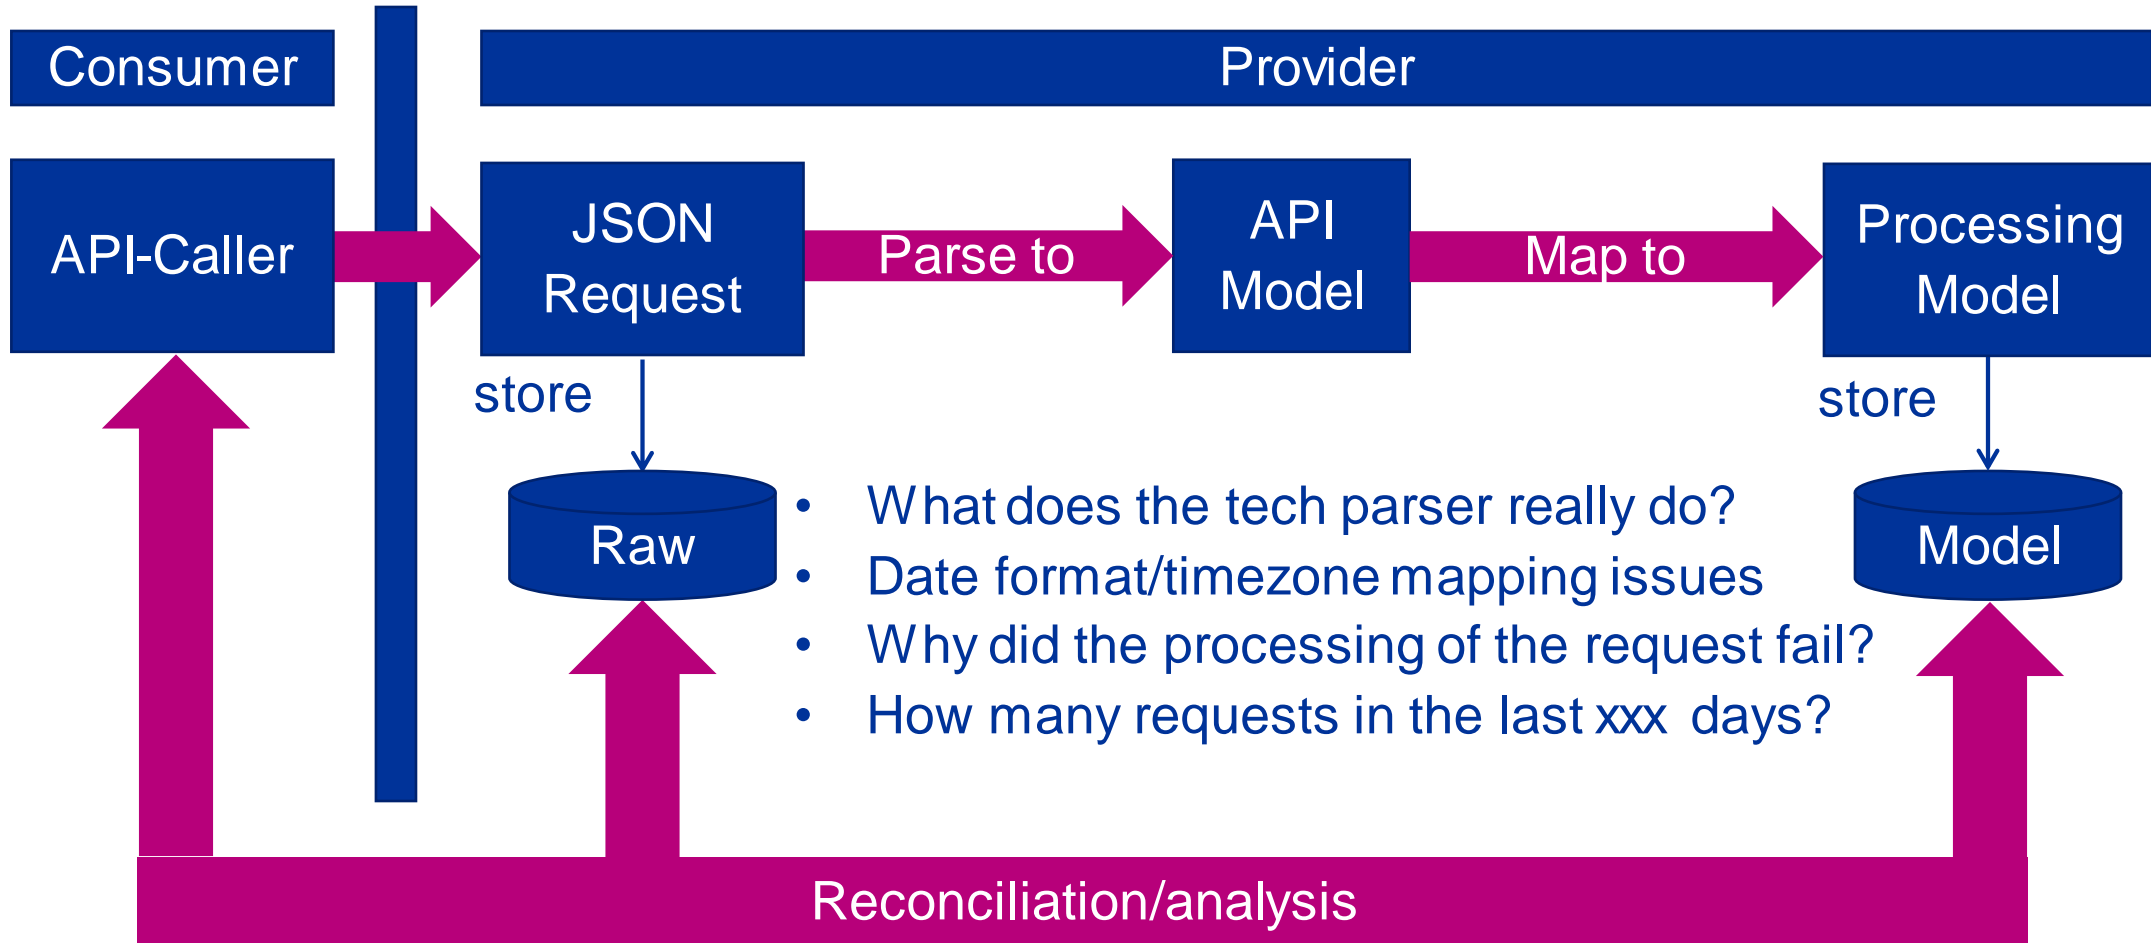 Consumer
Provider
API-Caller
JSON
Request
Parse to
API
Model
Map to
Processing
Model
store
store
Raw
Model
• What does the tech parser really do?
• Date format/timezone mapping issues
• Why did the processing of the request fail?
• How many requests in the last xxx days?
Reconciliation/analysis